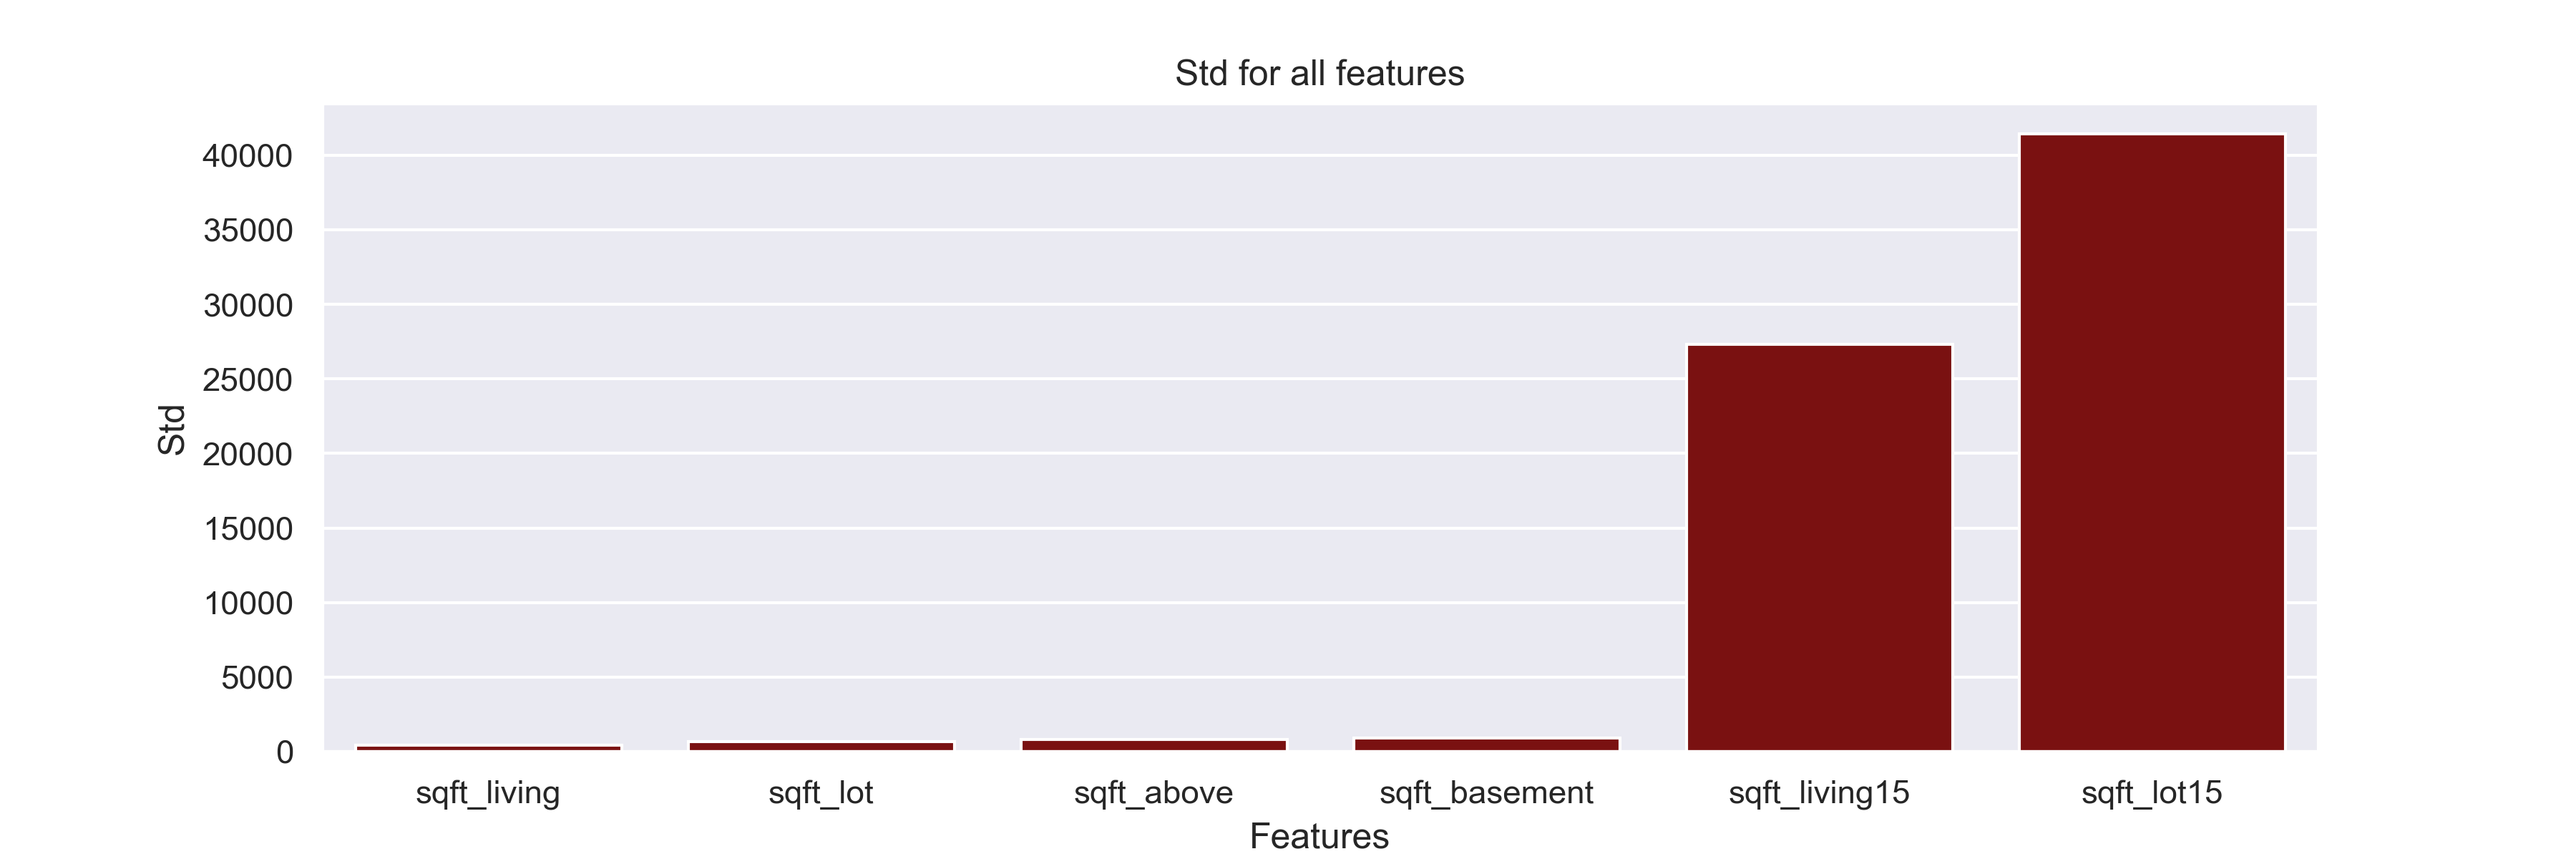 Std for all features
40000
35000
30000
25000
20000
15000
10000
5000
0
Std
sqft_living sqft_lot sqft_above sqft_basement sqft_living15 sqft_lot15
Features